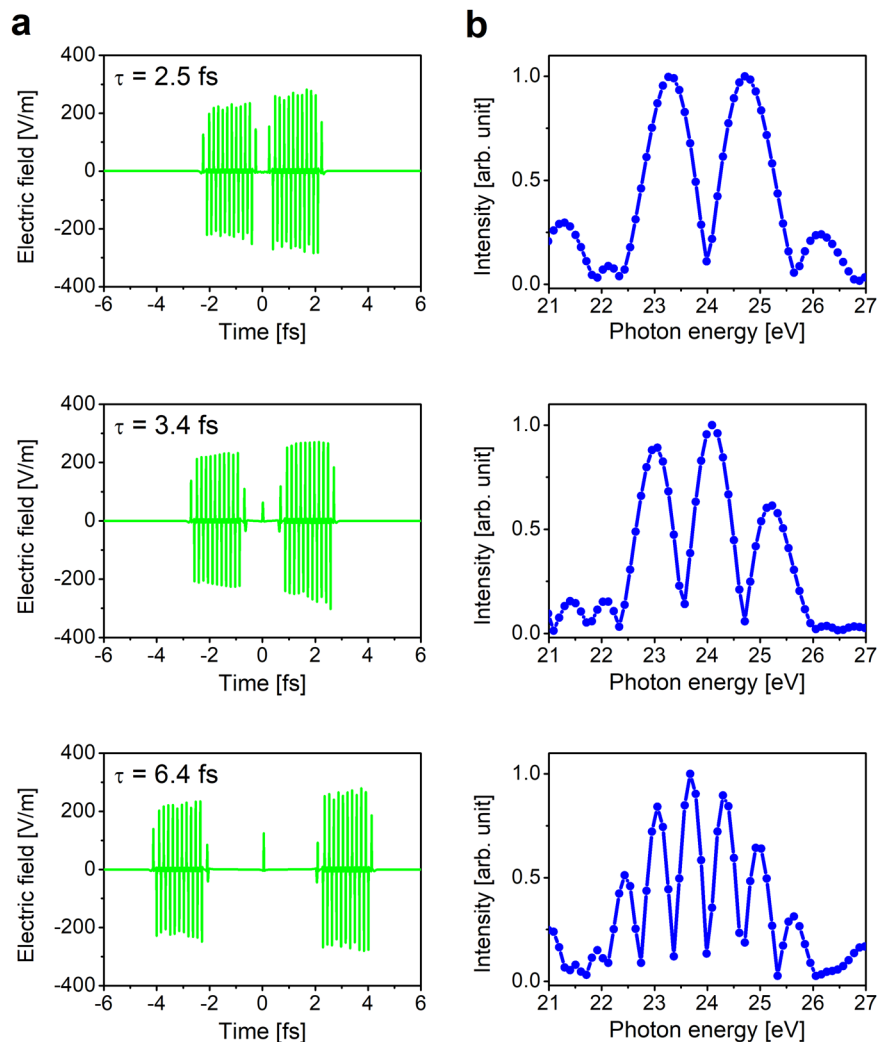 a
b
400
200
0
-200
-400
Electric field [V/m]
τ = 2.5 fs
-6 -4 -2 0 2 4 6
Time [fs]
1.0
0.5
0.0
Intensity [arb. unit]
21 22 23 24 25 26 27
Photon energy [eV]
400
200
0
-200
-400
Electric field [V/m]
τ = 3.4 fs
-6 -4 -2 0 2 4 6
Time [fs]
1.0
0.5
0.0
Intensity [arb. unit]
21 22 23 24 25 26 27
Photon energy [eV]
400
200
0
-200
-400
Electric field [V/m]
τ = 6.4 fs
-6 -4 -2 0 2 4 6
Time [fs]
1.0
0.5
0.0
Intensity [arb. unit]
21 22 23 24 25 26 27
Photon energy [eV]